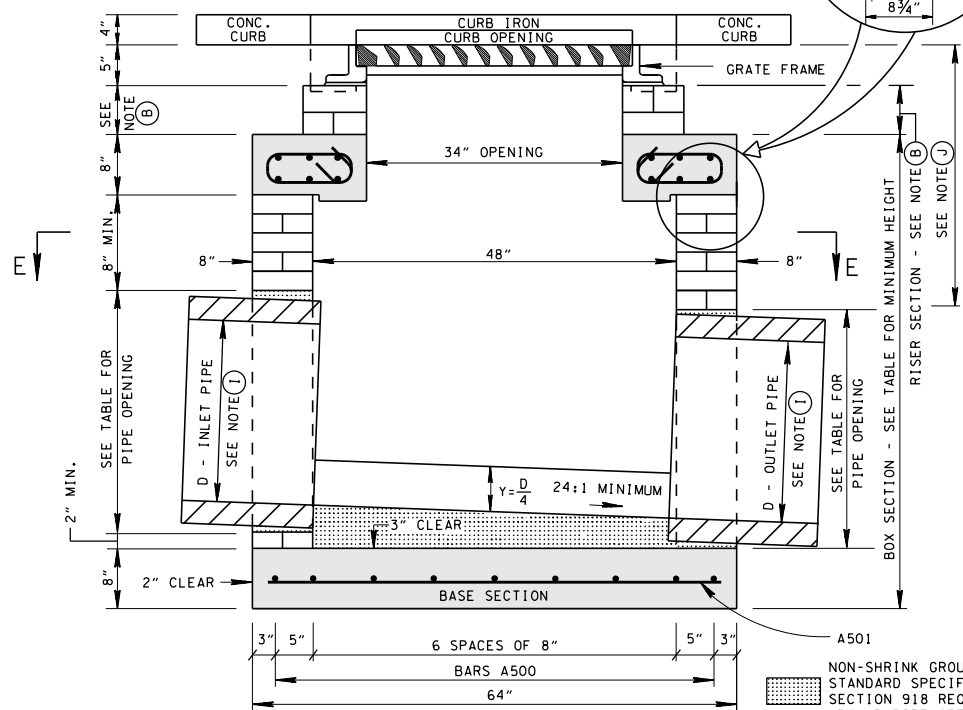 8¾"
CONC.
CURB
CURB IRON
CURB OPENING
CONC.
CURB
4"
5"
GRATE FRAME
SEE
NOTE B
8"
34" OPENING
8" MIN.
E
8"
48"
8"
E
SEE TABLE FOR
PIPE OPENING
D - INLET PIPE
SEE NOTE I
2" MIN.
Y=D/4
24:1 MINIMUM
3" CLEAR
D - OUTLET PIPE
SEE NOTE I
SEE TABLE FOR
PIPE OPENING
BOX SECTION - SEE TABLE FOR MINIMUM HEIGHT
RISER SECTION - SEE NOTE B
SEE NOTE J
8"
2" CLEAR
BASE SECTION
A501
3"
5"
6 SPACES OF 8"
5"
3"
BARS A500
64"
NON-SHRINK GROU
STANDARD SPECIF
SECTION 918 REQ